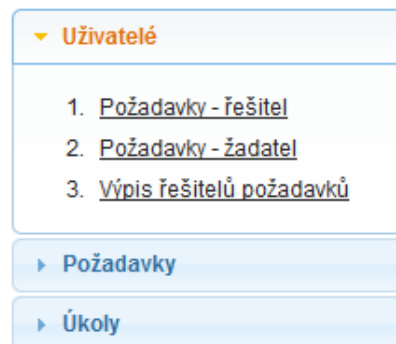 Uživatelé
1. Požadavky - řešitel
2. Požadavky - žadatel
3. Výpis řešitelů požadavků
Požadavky
Úkoly